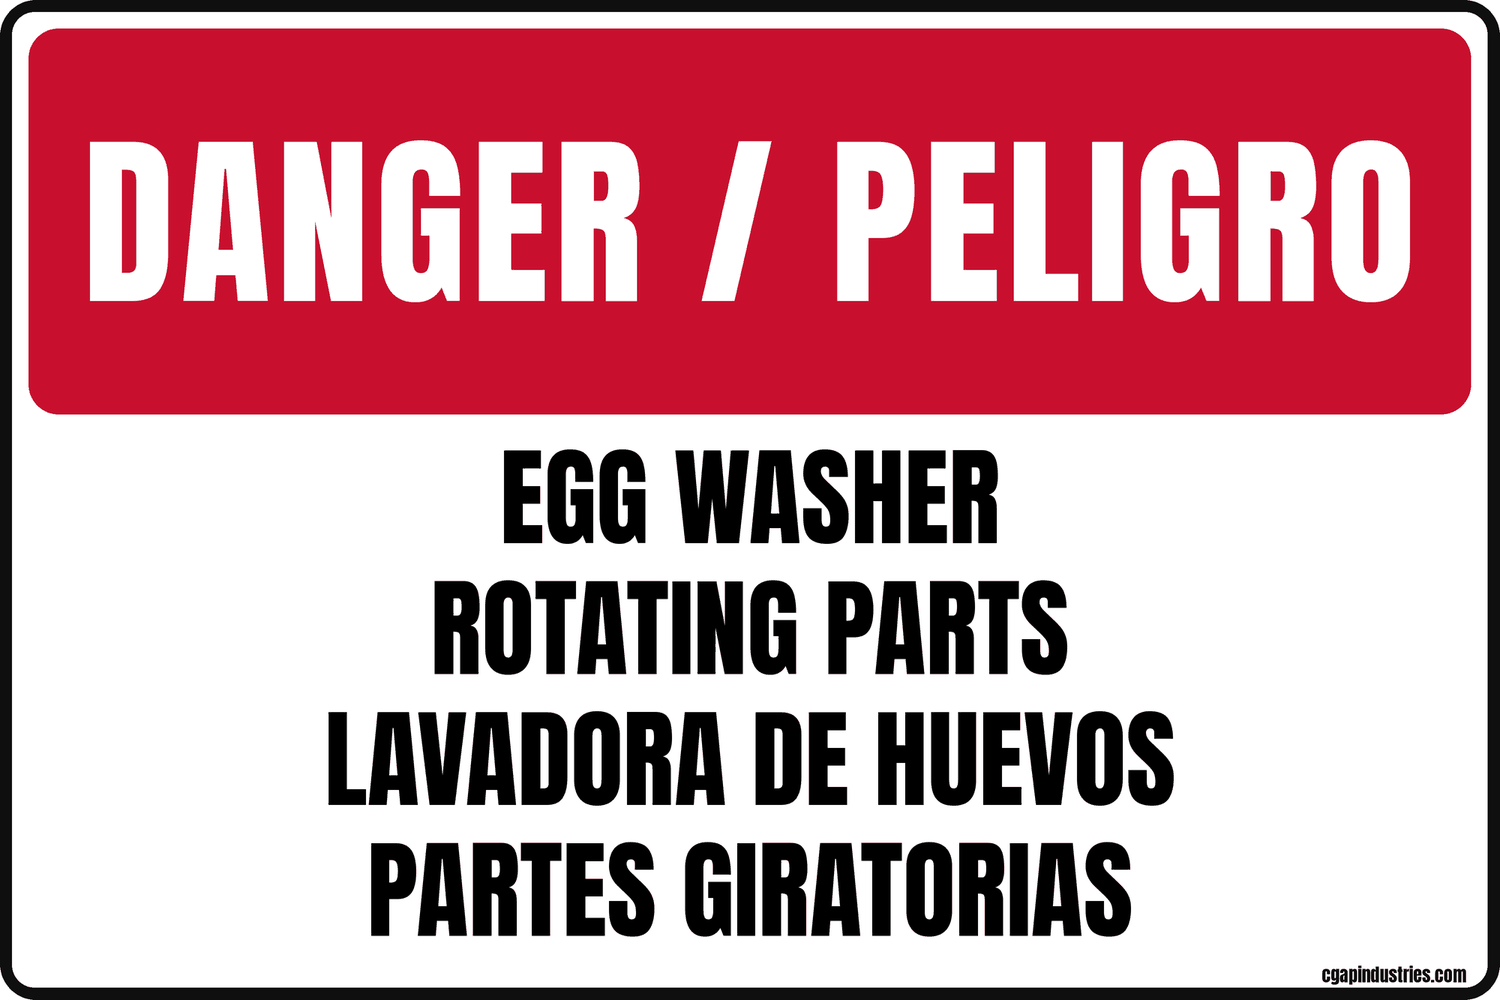 DANGER / PELIGRO
EGG WASHER
ROTATING PARTS
LAVADORA DE HUEVOS
PARTES GIRATORIAS
cgapindustries.com